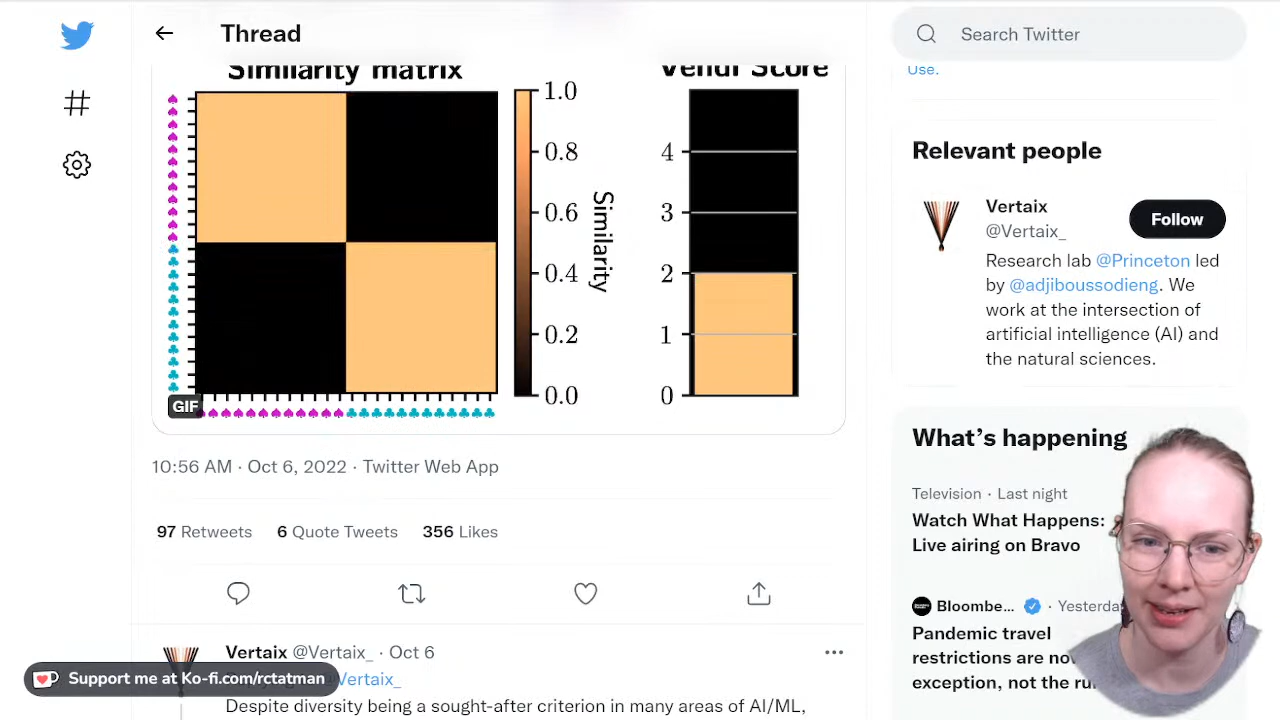 Thread
Search Twitter
Similarity matrix
Vendi Score
1.0
0.8
0.6
0.4
0.2
0.0
Similarity
4
3
2
1
0
GIF
10:56 AM · Oct 6, 2022 · Twitter Web App
97 Retweets 6 Quote Tweets 356 Likes
Vertaix @Vertaix_ · Oct 6
Vertaix_
Despite diversity being a sought-after criterion in many areas of AI/ML,
Support me at Ko-fi.com/rctatman
Use.
Relevant people
Vertaix
@Vertaix_
Follow
Research lab @Princeton led
by @adjiboussodieng. We
work at the intersection of
artificial intelligence (AI) and
the natural sciences.
What's happening
Television · Last night
Watch What Happens:
Live airing on Bravo
Bloombe... · Yesterda
Pandemic travel
restrictions are no
exception, not the ru